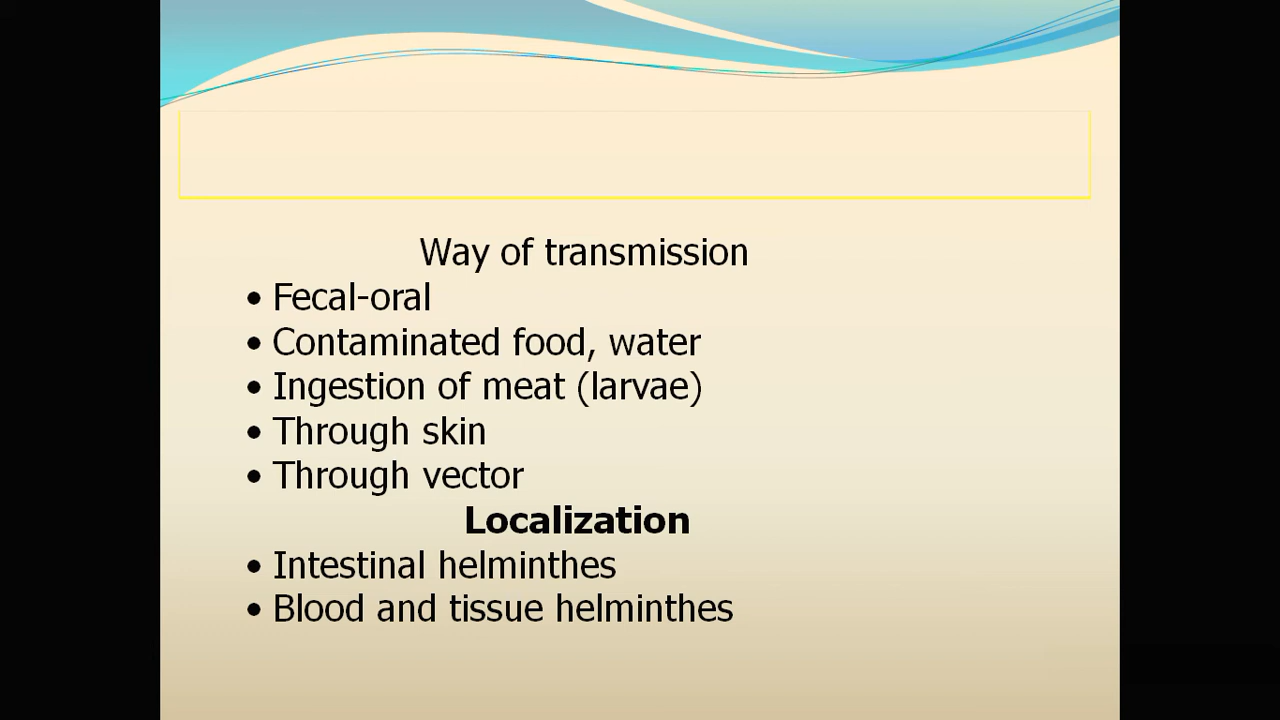 Way of transmission
• Fecal-oral
• Contaminated food, water
• Ingestion of meat (larvae)
• Through skin
• Through vector
Localization
• Intestinal helminthes
• Blood and tissue helminthes